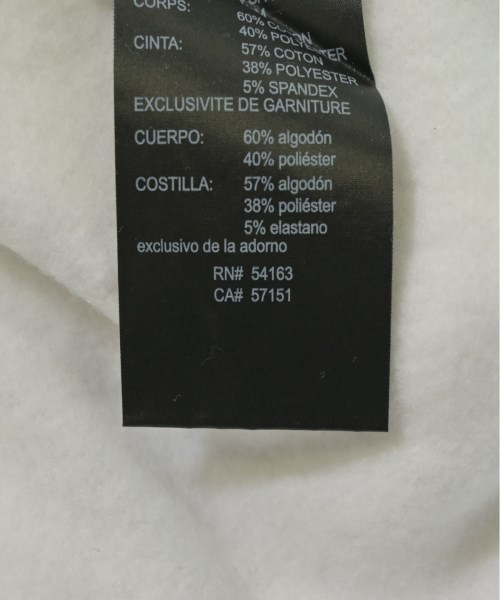 CORPS:
60% COTON
40% POLYESTER
CINTA: 57% COTON
38% POLYESTER
5% SPANDEX
EXCLUSIVITE DE GARNITURE
CUERPO: 60% algodón
40% poliéster
COSTILLA: 57% algodón
38% poliéster
5% elastano
exclusivo de la adorno
RN# 54163
CA# 57151